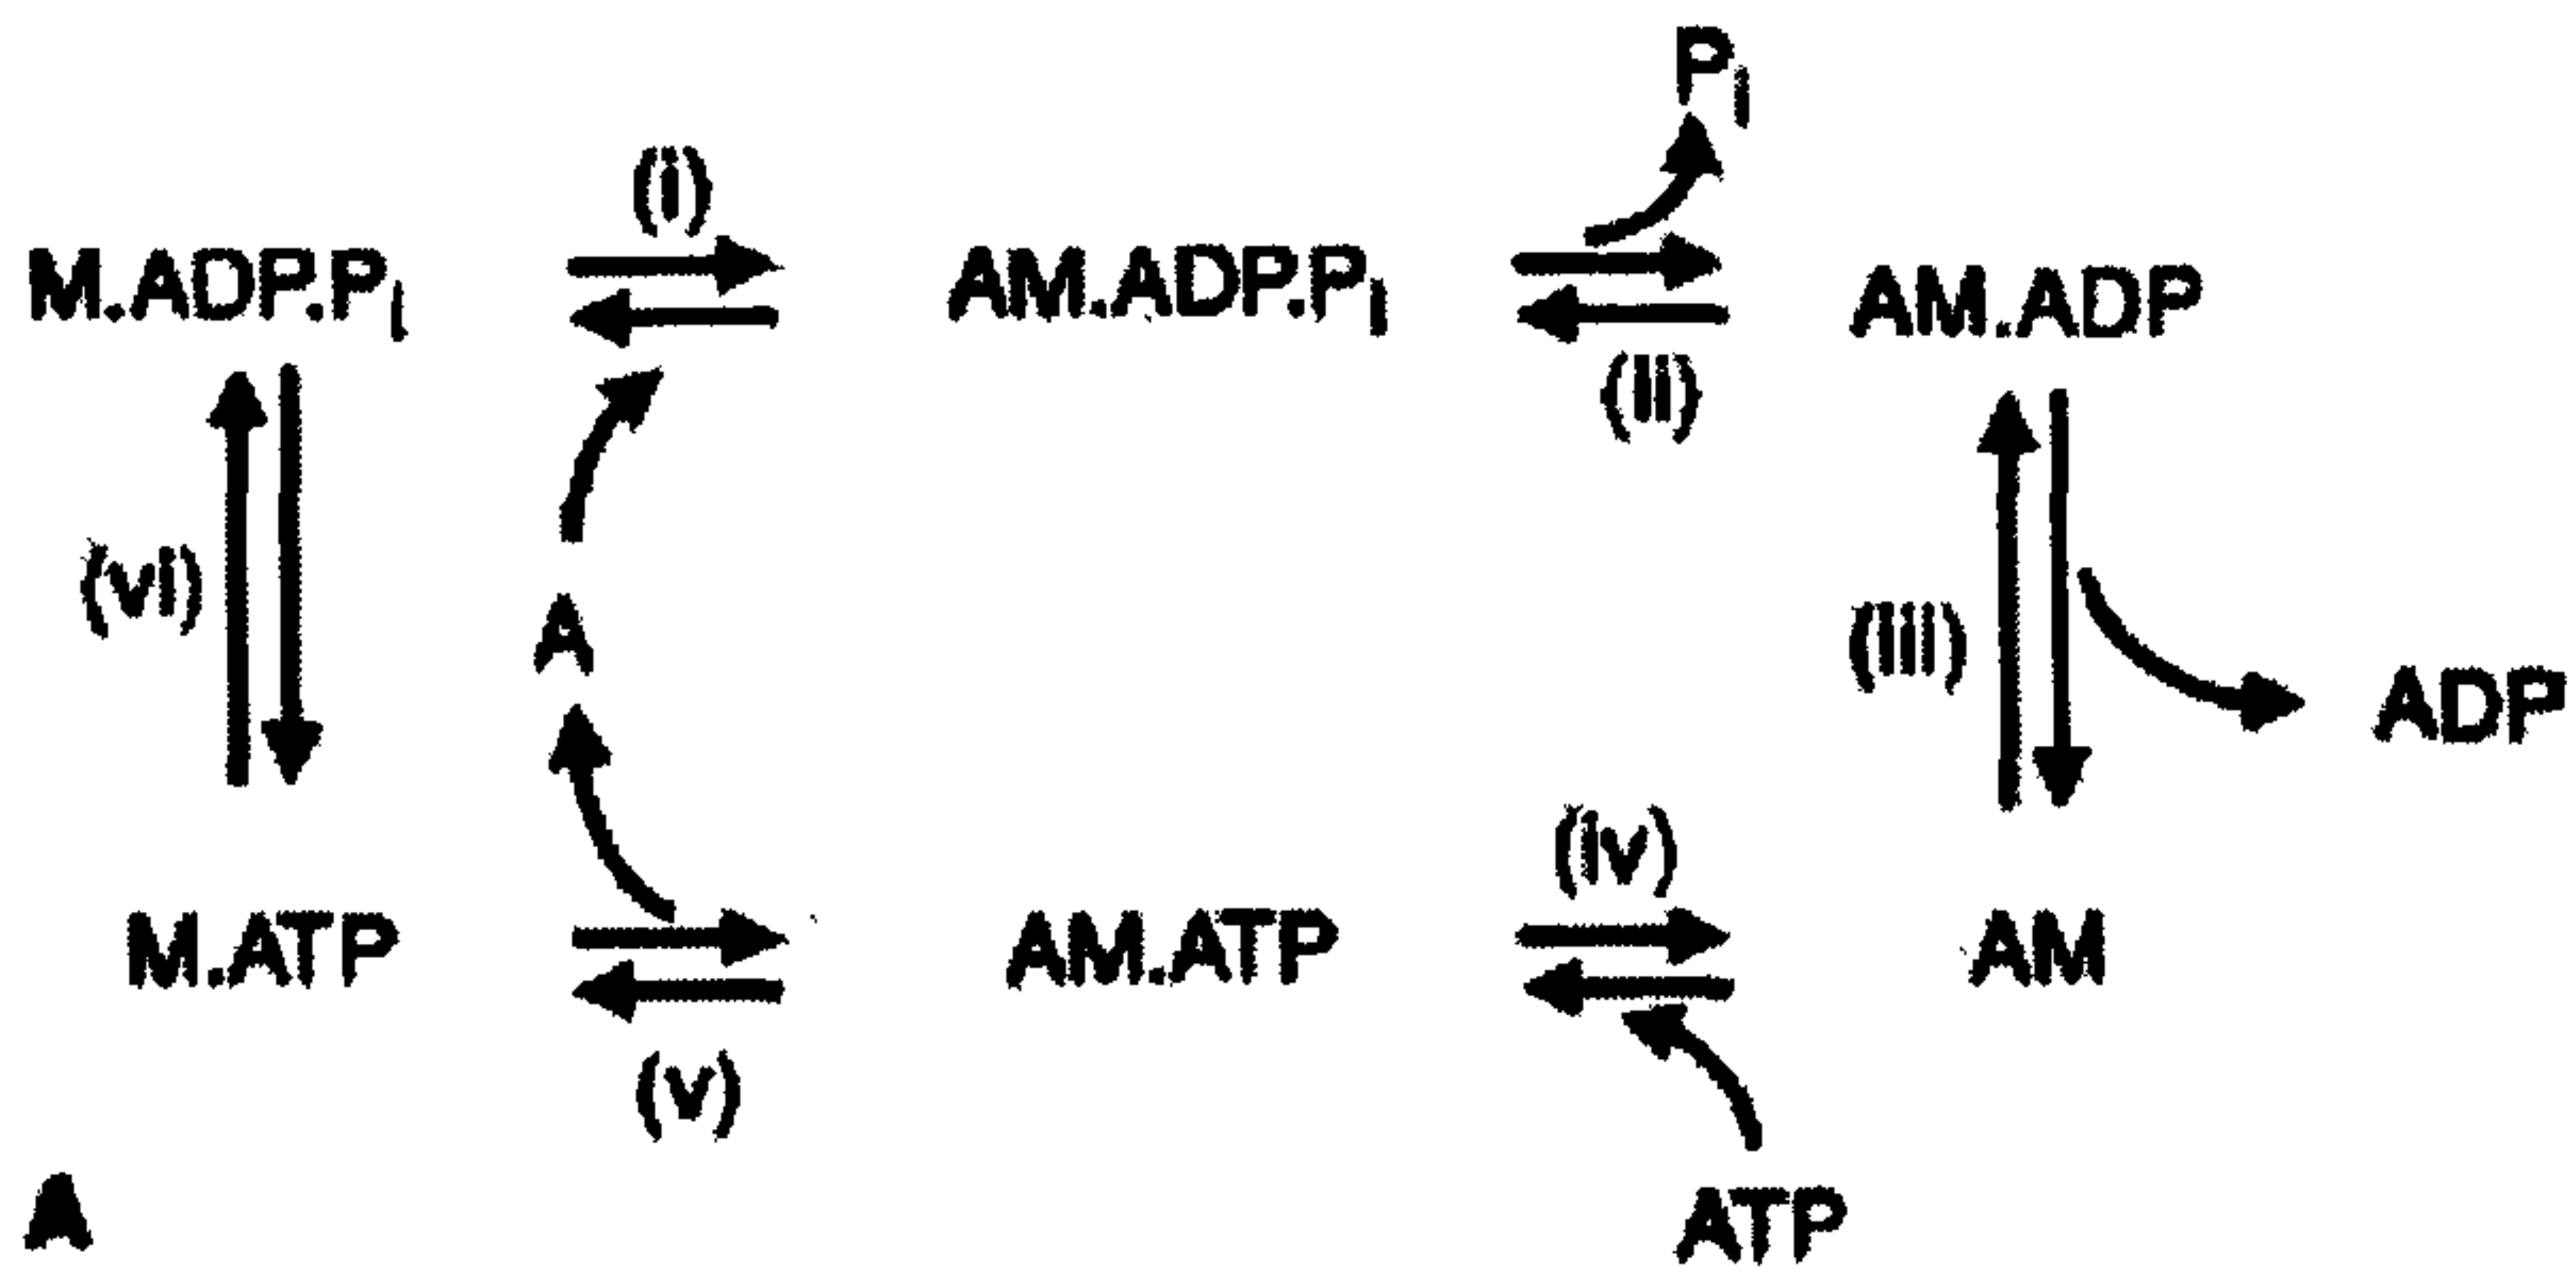 Pi
(i)
M.ADP.Pi
AM.ADP.Pi
AM.ADP
(ii)
(vi)
A
(iii)
ADP
(iv)
M.ATP
AM.ATP
AM
(v)
A
ATP